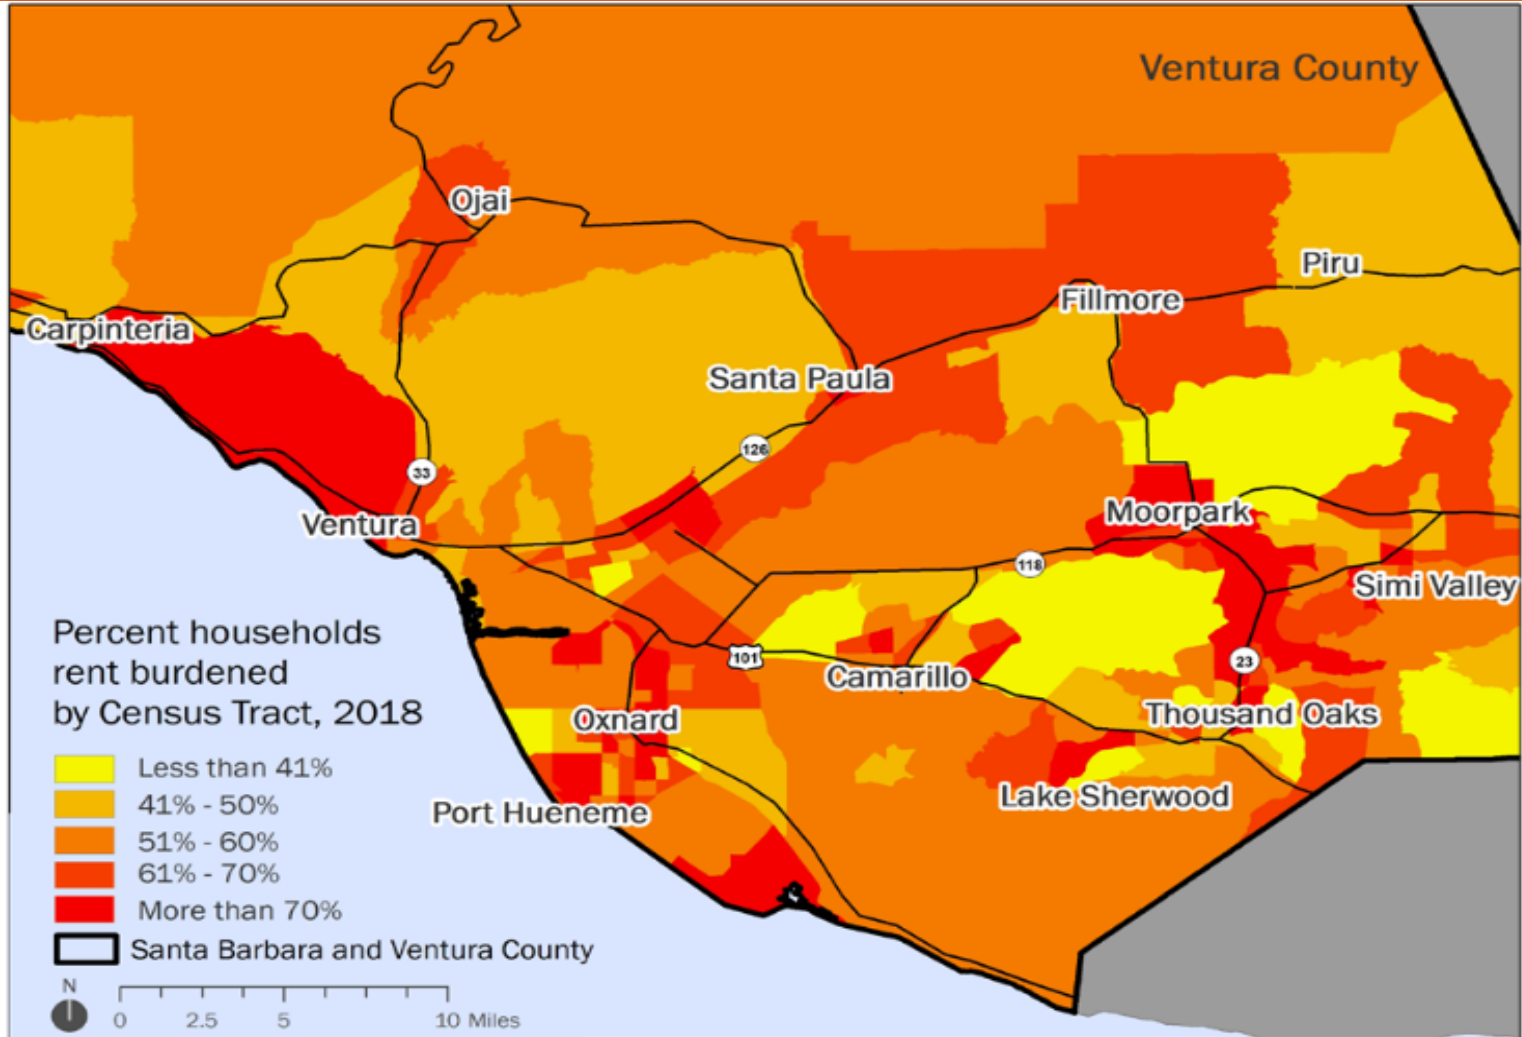 Ventura County
Ojai
Piru
Fillmore
Carpinteria
Santa Paula
126
33
Moorpark
Ventura
118
Simi Valley
Percent households
rent burdened
by Census Tract, 2018
101
23
Camarillo
Oxnard
Thousand Oaks
Less than 41%
41% - 50%
Lake Sherwood
Port Hueneme
51% - 60%
61% - 70%
More than 70%
Santa Barbara and Ventura County
N
0 2.5 5 10 Miles